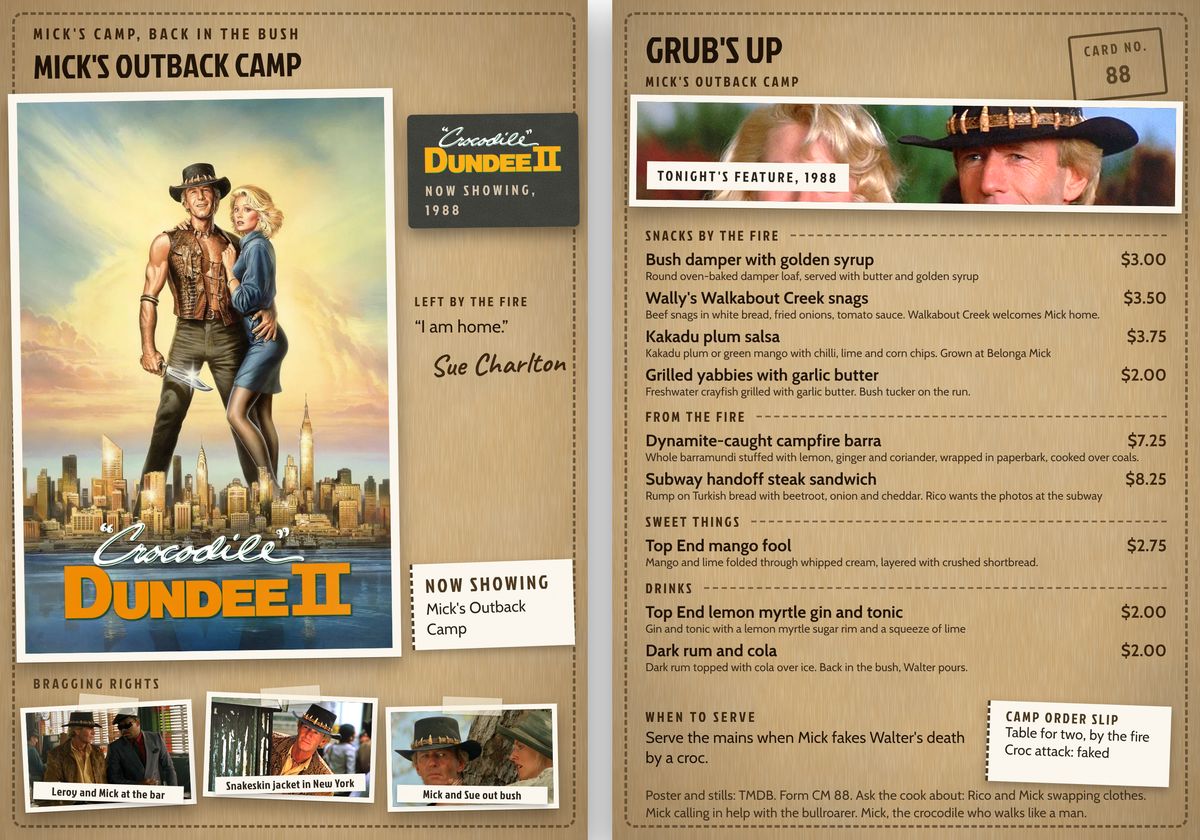 MICK'S CAMP, BACK IN THE BUSH
MICK'S OUTBACK CAMP
"Crocodile"
DUNDEE II
NOW SHOWING,
1988
LEFT BY THE FIRE
“I am home.”
Sue Charlton
"Crocodile"
DUNDEE II
NOW SHOWING
Mick's Outback
Camp
BRAGGING RIGHTS
Leroy and Mick at the bar
Snakeskin jacket in New York
Mick and Sue out bush
GRUB'S UP
MICK'S OUTBACK CAMP
CARD NO.
88
TONIGHT'S FEATURE, 1988
SNACKS BY THE FIRE
Bush damper with golden syrup $3.00
Round oven-baked damper loaf, served with butter and golden syrup
Wally's Walkabout Creek snags $3.50
Beef snags in white bread, fried onions, tomato sauce. Walkabout Creek welcomes Mick home.
Kakadu plum salsa $3.75
Kakadu plum or green mango with chilli, lime and corn chips. Grown at Belonga Mick
Grilled yabbies with garlic butter $2.00
Freshwater crayfish grilled with garlic butter. Bush tucker on the run.
FROM THE FIRE
Dynamite-caught campfire barra $7.25
Whole barramundi stuffed with lemon, ginger and coriander, wrapped in paperbark, cooked over coals.
Subway handoff steak sandwich $8.25
Rump on Turkish bread with beetroot, onion and cheddar. Rico wants the photos at the subway
SWEET THINGS
Top End mango fool $2.75
Mango and lime folded through whipped cream, layered with crushed shortbread.
DRINKS
Top End lemon myrtle gin and tonic $2.00
Gin and tonic with a lemon myrtle sugar rim and a squeeze of lime
Dark rum and cola $2.00
Dark rum topped with cola over ice. Back in the bush, Walter pours.
WHEN TO SERVE
Serve the mains when Mick fakes Walter's death
by a croc.
CAMP ORDER SLIP
Table for two, by the fire
Croc attack: faked
Poster and stills: TMDB. Form CM 88. Ask the cook about: Rico and Mick swapping clothes.
Mick calling in help with the bullroarer. Mick, the crocodile who walks like a man.